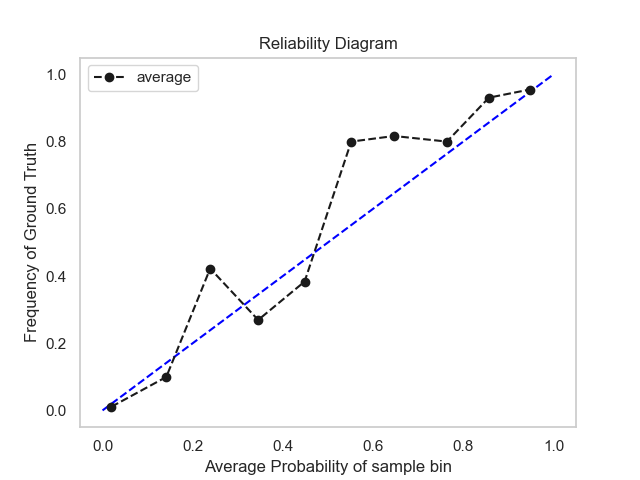 Reliability Diagram
average
Frequency of Ground Truth
1.0
0.8
0.6
0.4
0.2
0.0
0.0 0.2 0.4 0.6 0.8 1.0
Average Probability of sample bin